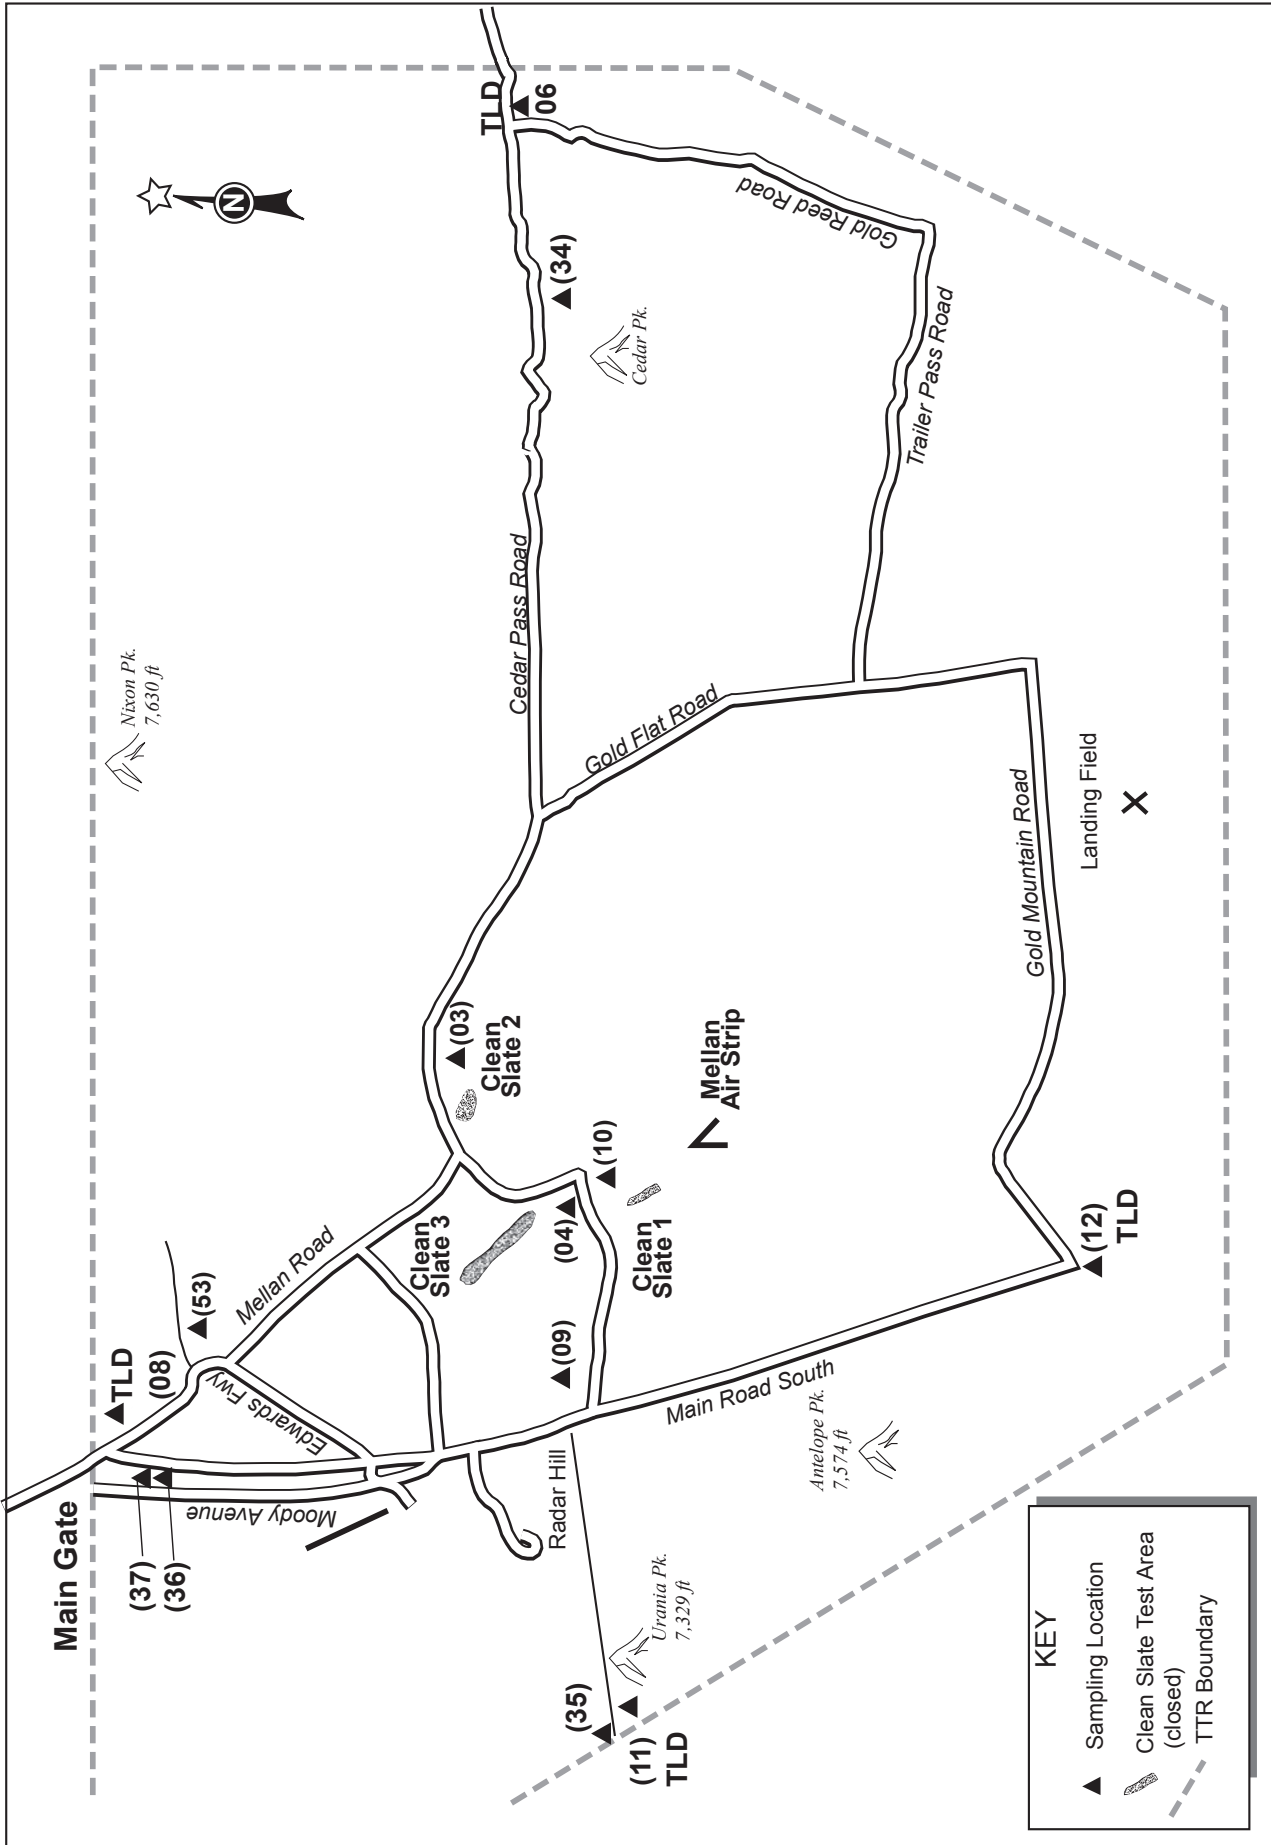 Main Gate
(37)
(36)
Moody Avenue
TLD
(08)
(53)
Edwards Fwy
Mellan Road
Nixon Pk.
7,630 ft
N
TLD
06
Cedar Pass Road
(34)
Cedar Pk.
Gold Reed Road
Trailer Pass Road
Gold Flat Road
(03)
Clean
Slate 2
Clean
Slate 3
(04)
(10)
(09)
Clean
Slate 1
Mellan
Air Strip
Radar Hill
Main Road South
Urania Pk.
7,329 ft
(35)
(11)
TLD
Antelope Pk.
7,574 ft
Gold Mountain Road
Landing Field
X
(12)
TLD
KEY
Sampling Location
Clean Slate Test Area
(closed)
TTR Boundary